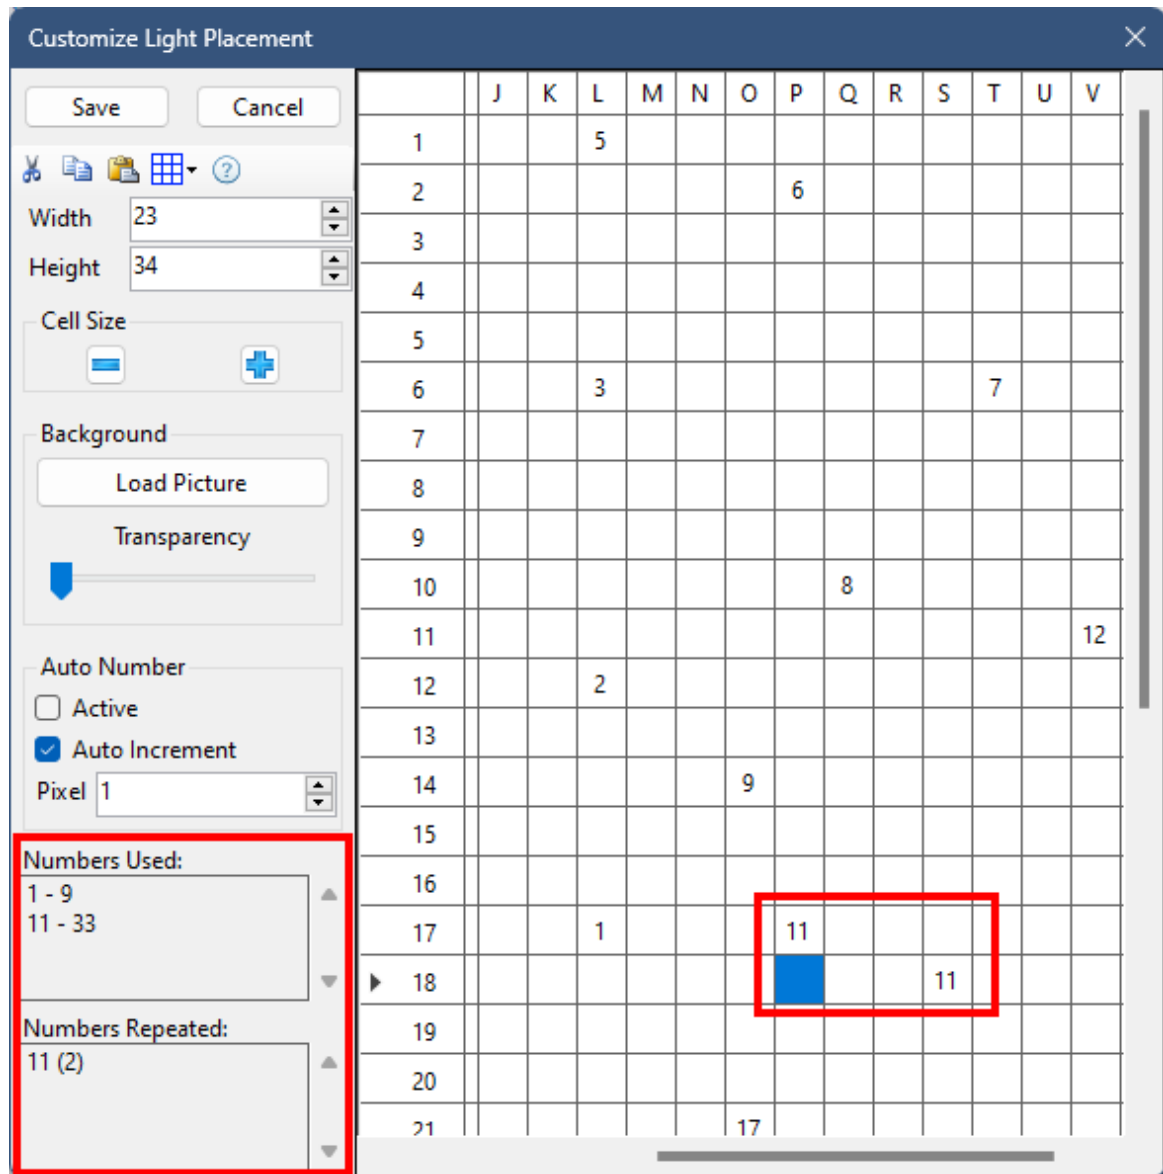 Customize Light Placement
Save Cancel
Width 23
Height 34
Cell Size
Background
Load Picture
Transparency
Auto Number
Active
Auto Increment
Pixel 1
Numbers Used:
1 - 9
11 - 33
Numbers Repeated:
11 (2)
J K L M N O P Q R S T U V
1 5
2 6
3
4
5
6 3 7
7
8
9
10 8
11 12
12 2
13
14 9
15
16
17 1 11
18 11
19
20
21 17